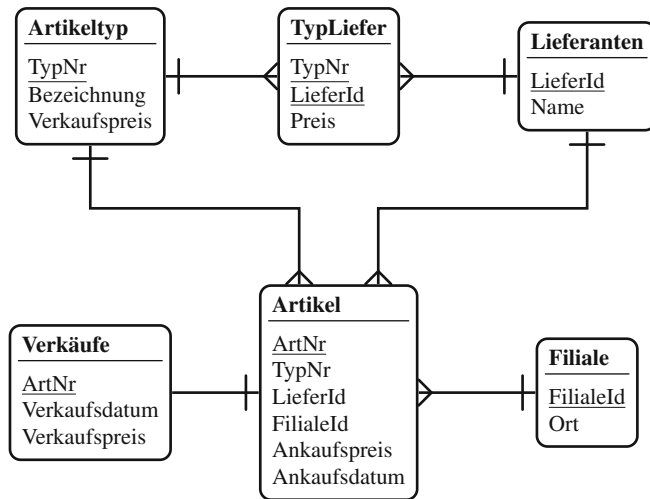 Artikeltyp
TypNr
Bezeichnung
Verkaufspreis
TypLiefer
TypNr
LieferId
Preis
Lieferanten
LieferId
Name
Verkäufe
ArtNr
Verkaufsdatum
Verkaufspreis
Artikel
ArtNr
TypNr
LieferId
FilialeId
Ankaufspreis
Ankaufsdatum
Filiale
FilialeId
Ort